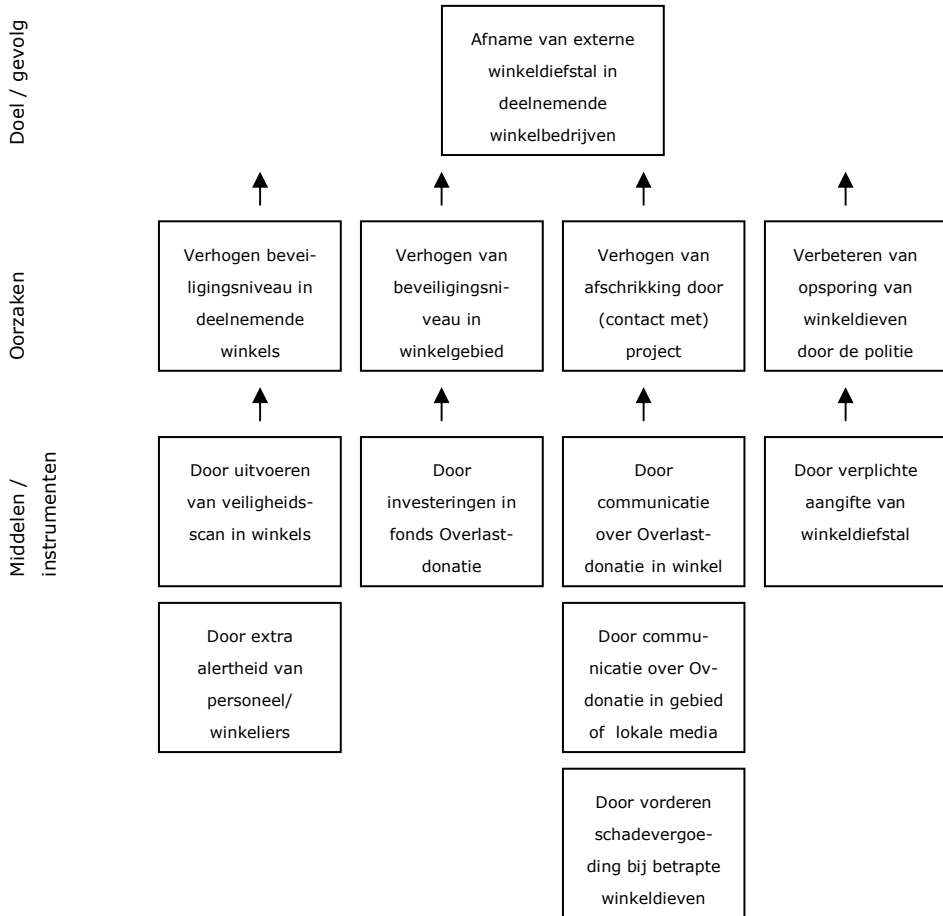 Doel / gevolg
Afname van externe
winkeldiefstal in
deelnemende
winkelbedrijven
Oorzaken
Verhogen bevei-
ligingsniveau in
deelnemende
winkels
Verhogen van
beveiligingsni-
veau in
winkelgebied
Verhogen van
afschrikking door
(contact met)
project
Verbeteren van
opsporing van
winkeldieven
door de politie
Middelen /
instrumenten
Door uitvoeren
van veiligheids-
scan in winkels
Door
investeringen in
fonds Overlast-
donatie
Door
communicatie
over Overlast-
donatie in winkel
Door verplichte
aangifte van
winkeldiefstal
Door extra
alertheid van
personeel/
winkeliers
Door commu-
nicatie over Ov-
donatie in gebied
of lokale media
Door vorderen
schadevergoe-
ding bij betrapte
winkeldieven